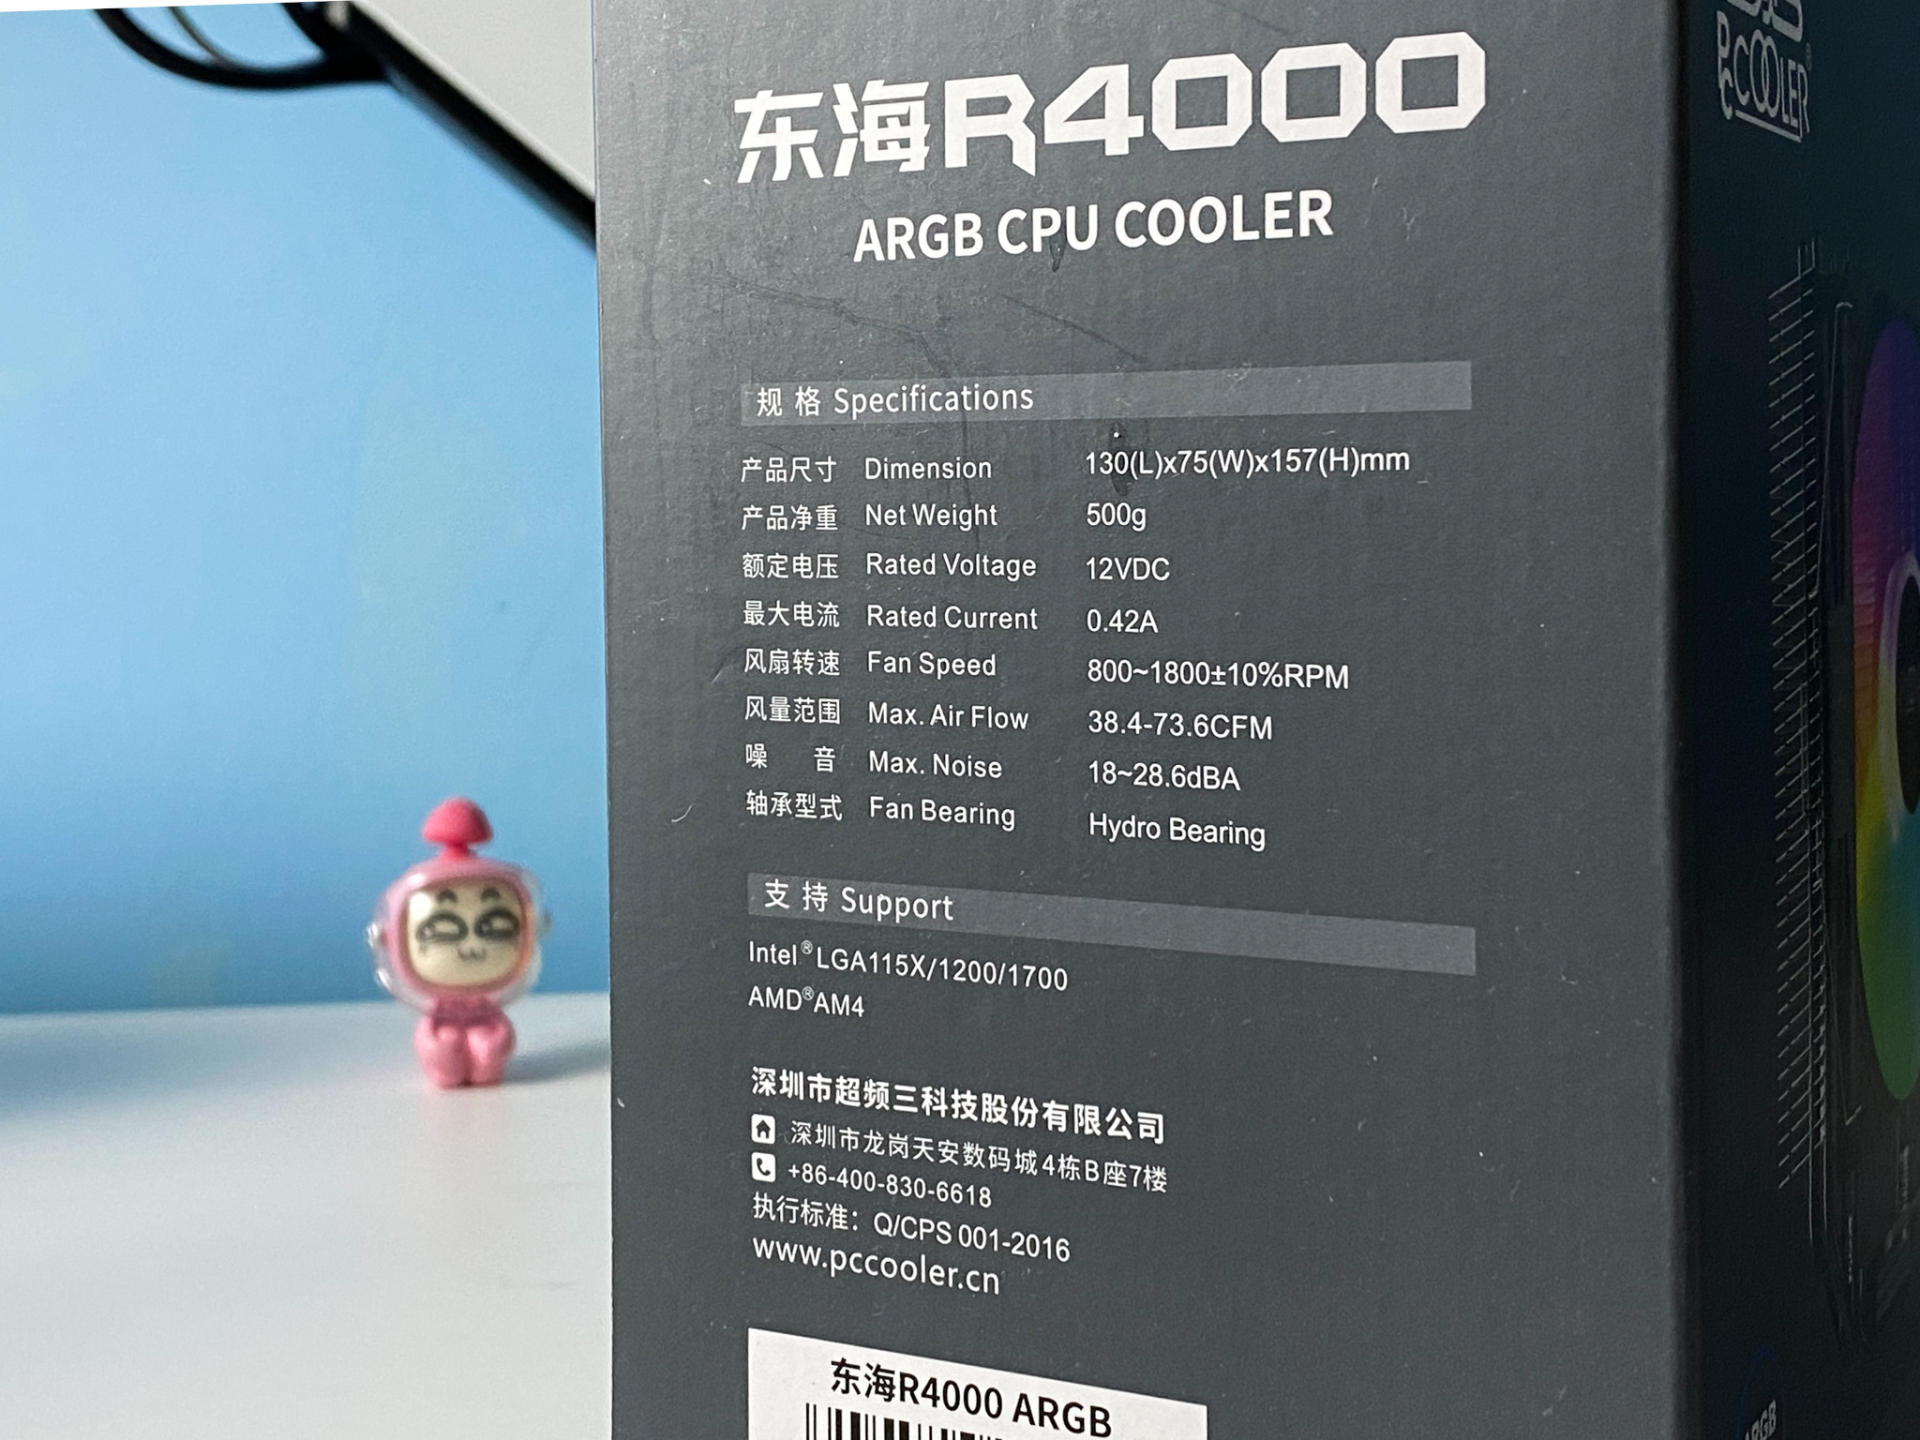 东海R4000
ARGB CPU COOLER
规 格 Specifications
产品尺寸 Dimension 130(L)x75(W)x157(H)mm
产品净重 Net Weight 500g
额定电压 Rated Voltage 12VDC
最大电流 Rated Current 0.42A
风扇转速 Fan Speed 800~1800±10%RPM
风量范围 Max. Air Flow 38.4-73.6CFM
噪 音 Max. Noise 18~28.6dBA
轴承型式 Fan Bearing Hydro Bearing
支 持 Support
Intel® LGA115X/1200/1700
AMD® AM4
深圳市超频三科技股份有限公司
深圳市龙岗天安数码城4栋B座7楼
+86-400-830-6618
执行标准：Q/CPS 001-2016
www.pccooler.cn
东海R4000 ARGB
PCCOOLER®